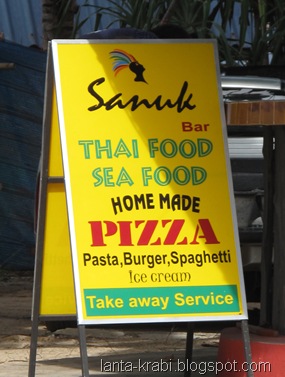 Sanuk
Bar
THAI FOOD
SEA FOOD
HOME MADE
PIZZA
Pasta,Burger,Spaghetti
Ice cream
Take away Service
lanta-krabi.blogspot.com